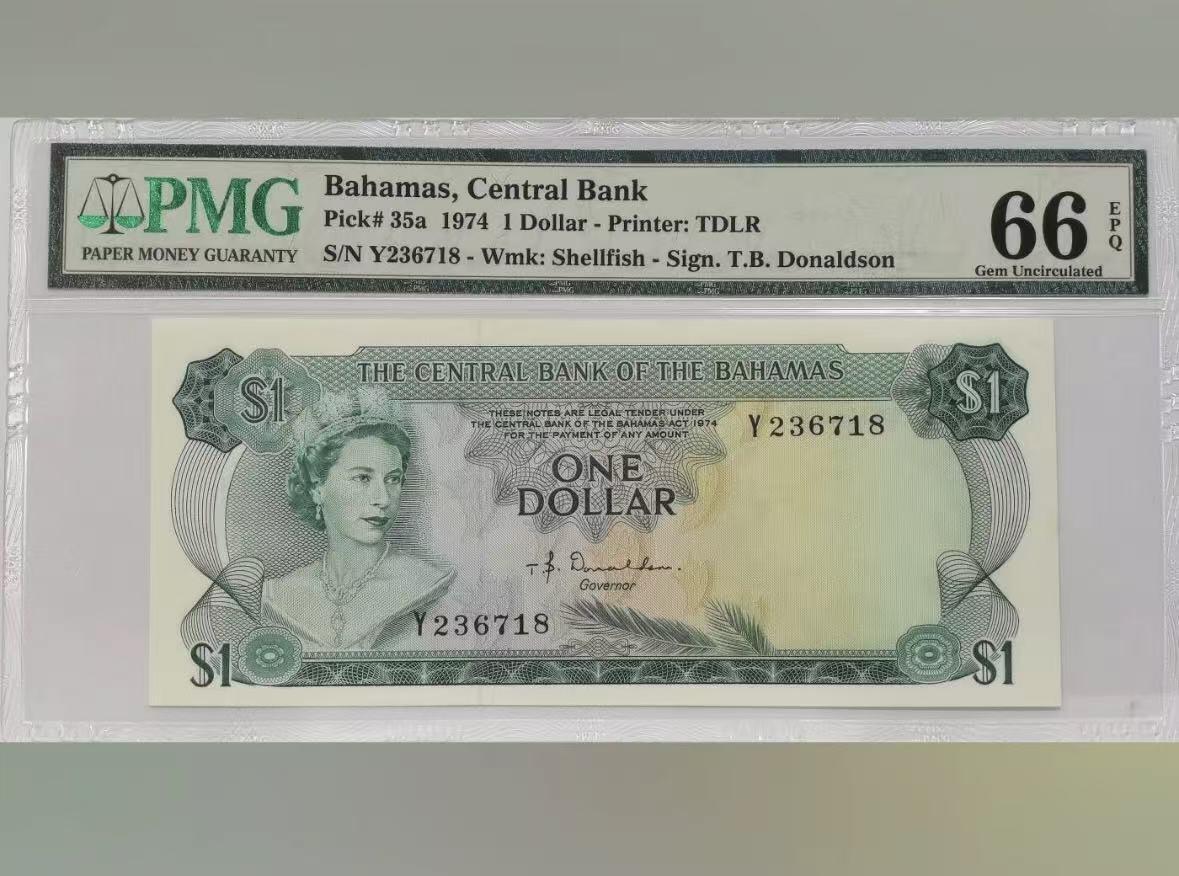 PMG
PAPER MONEY GUARANTY
Bahamas, Central Bank
Pick# 35a 1974 1 Dollar - Printer: TDLR
S/N Y236718 - Wmk: Shellfish - Sign. T.B. Donaldson
66
EPQ
Gem Uncirculated
$1
THE CENTRAL BANK OF THE BAHAMAS
$1
THESE NOTES ARE LEGAL TENDER UNDER
THE CENTRAL BANK OF THE BAHAMAS ACT 1974
FOR THE PAYMENT OF ANY AMOUNT
Y236718
ONE
DOLLAR
T.B. Donaldson.
Governor
Y236718
$1
$1